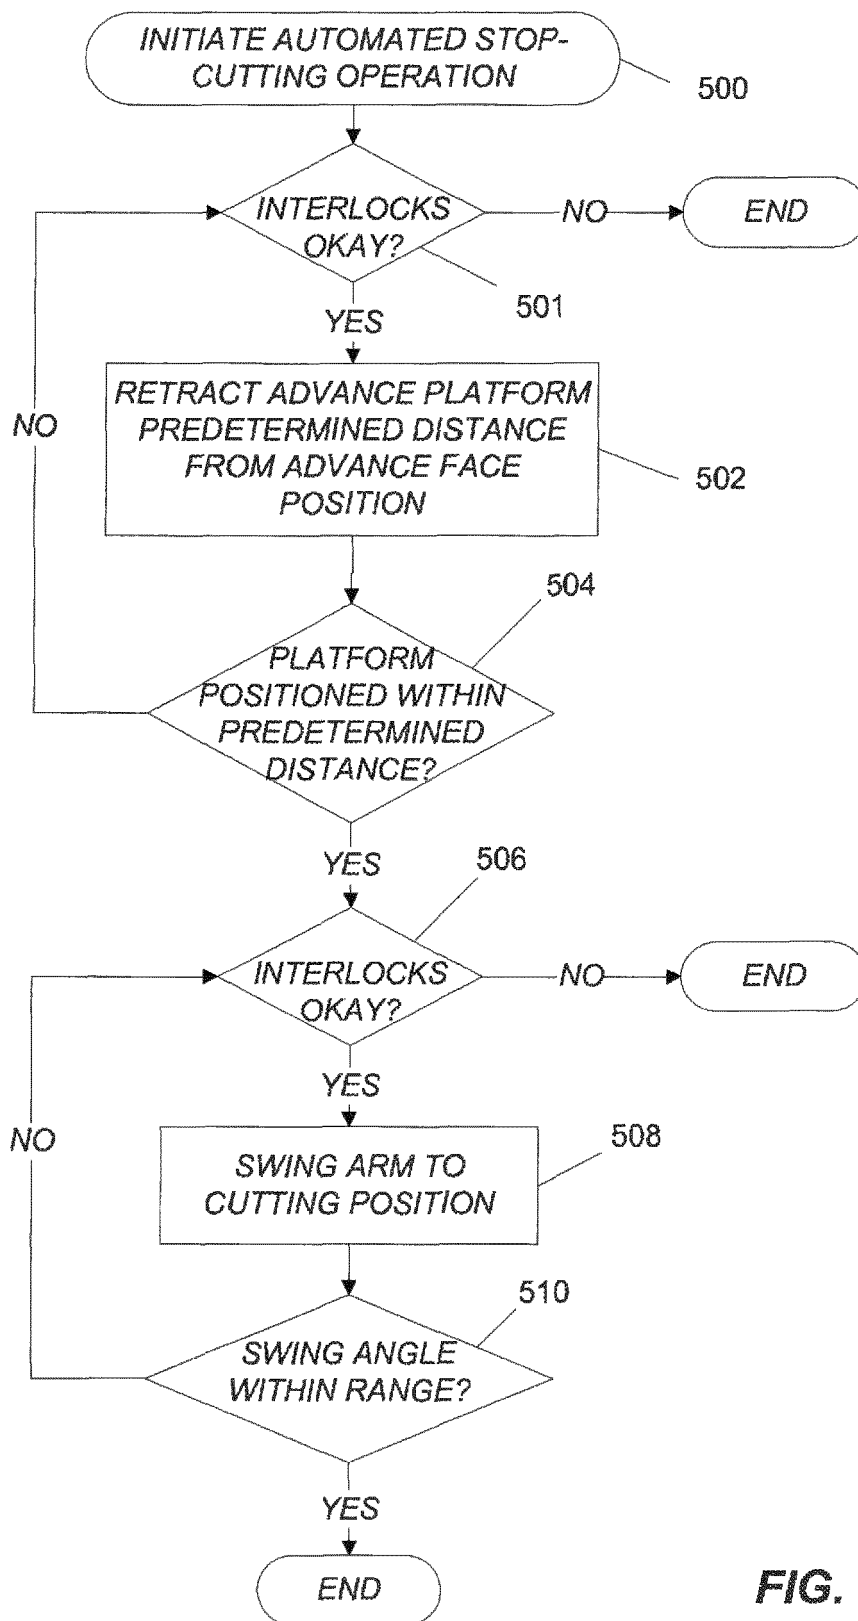 INITIATE AUTOMATED STOP-
CUTTING OPERATION
500
INTERLOCKS
OKAY?
NO
END
501
YES
RETRACT ADVANCE PLATFORM
PREDETERMINED DISTANCE
FROM ADVANCE FACE
POSITION
NO
502
504
PLATFORM
POSITIONED WITHIN
PREDETERMINED
DISTANCE?
YES
506
INTERLOCKS
OKAY?
NO
END
YES
NO
508
SWING ARM TO
CUTTING POSITION
510
SWING ANGLE
WITHIN RANGE?
YES
END
FIG.